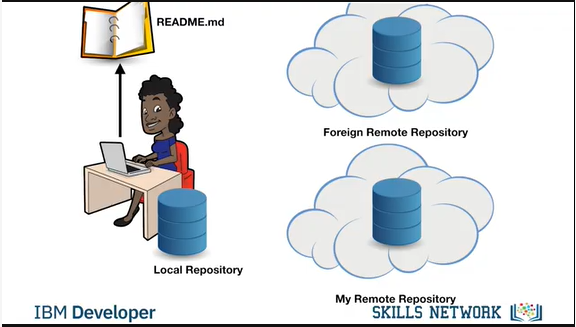 README.md
Foreign Remote Repository
Local Repository
My Remote Repository
IBM Developer
SKILLS NETWORK